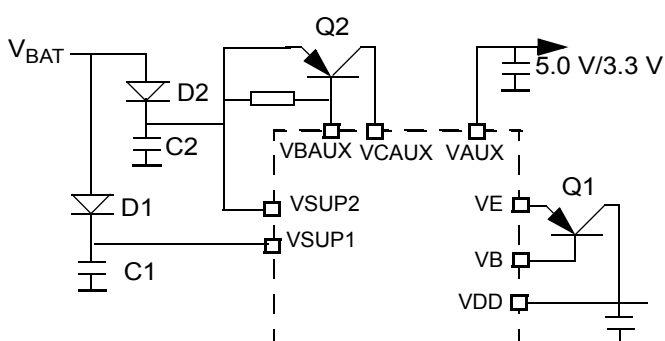 Q2
VBAT
5.0 V/3.3 V
D2
C2
VBAUX
VCAUX
VAUX
Q1
D1
VSUP2
VE
VSUP1
VB
C1
VDD